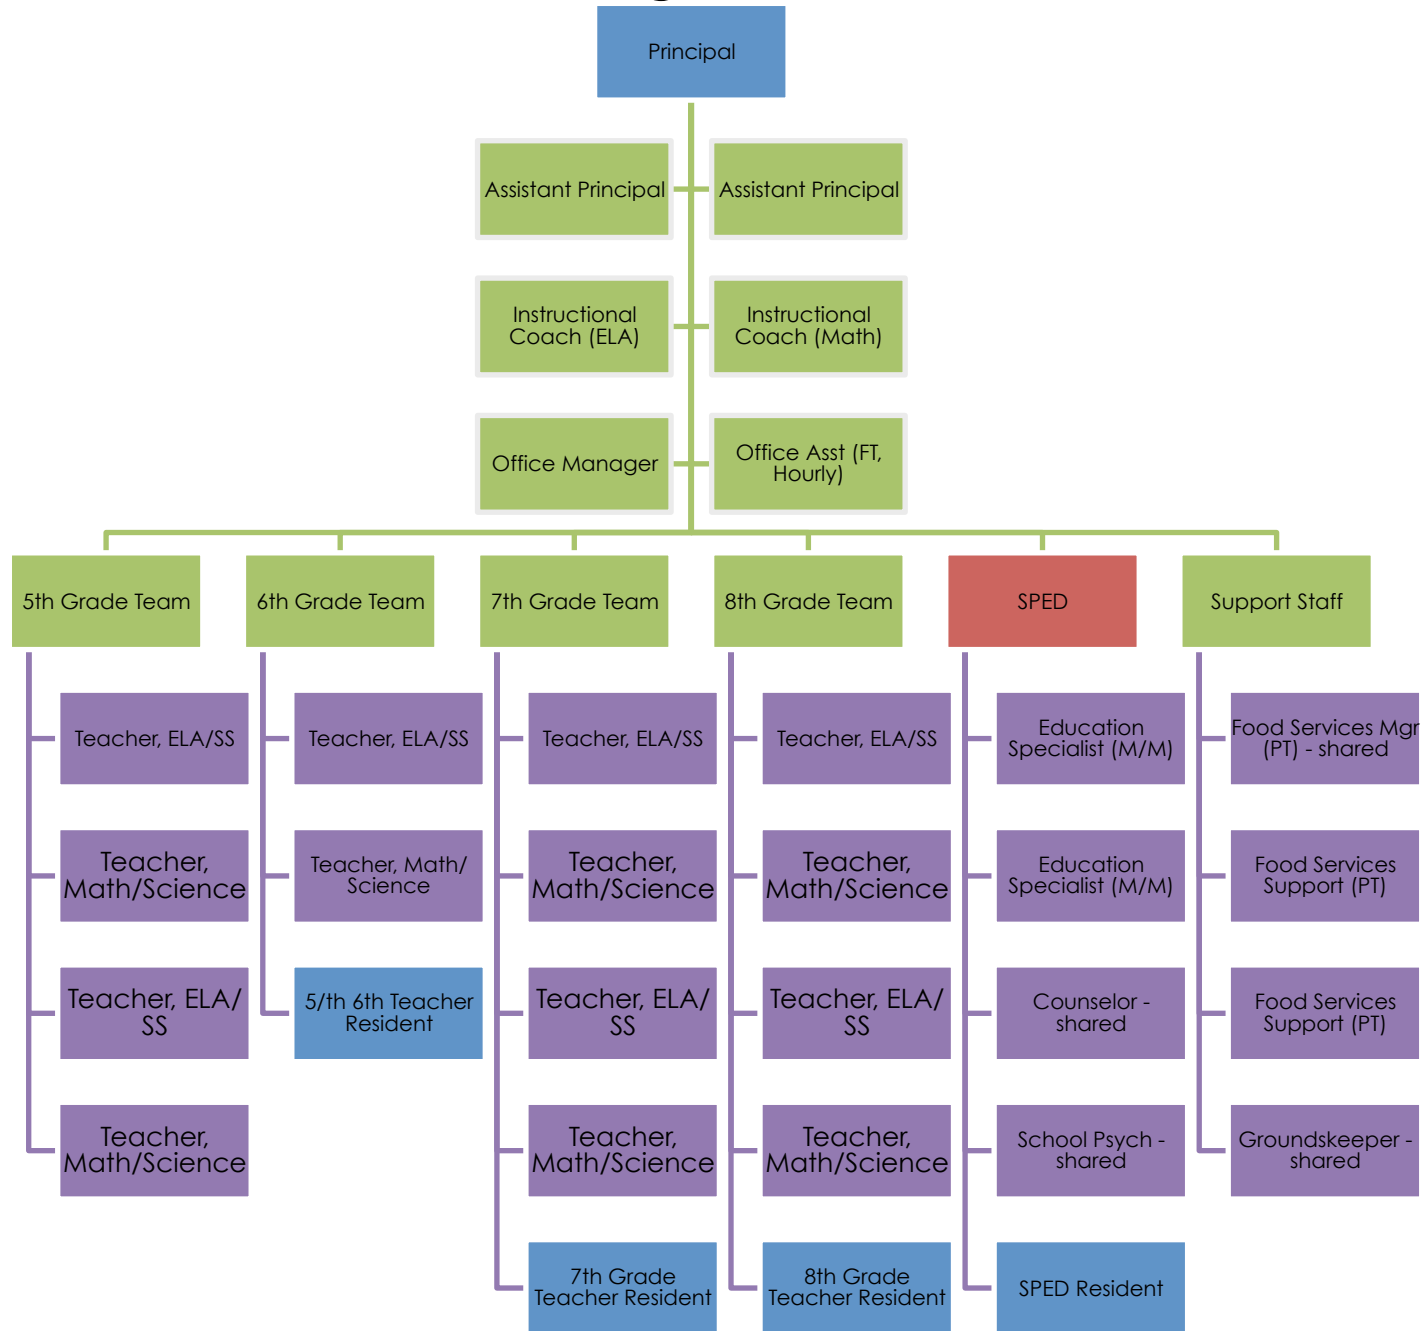 Principal
Assistant Principal
Assistant Principal
Instructional
Coach (ELA)
Instructional
Coach (Math)
Office Manager
Office Asst (FT,
Hourly)
5th Grade Team
6th Grade Team
7th Grade Team
8th Grade Team
SPED
Support Staff
Teacher, ELA/SS
Teacher,
Math/Science
Teacher, ELA/
SS
Teacher,
Math/Science
Teacher, ELA/SS
Teacher, Math/
Science
5/th 6th Teacher
Resident
Teacher, ELA/SS
Teacher,
Math/Science
Teacher, ELA/
SS
Teacher,
Math/Science
7th Grade
Teacher Resident
Teacher, ELA/SS
Teacher,
Math/Science
Teacher, ELA/
SS
Teacher,
Math/Science
8th Grade
Teacher Resident
Education
Specialist (M/M)
Education
Specialist (M/M)
Counselor -
shared
School Psych -
shared
SPED Resident
Food Services Mgr
(PT) - shared
Food Services
Support (PT)
Food Services
Support (PT)
Groundskeeper -
shared